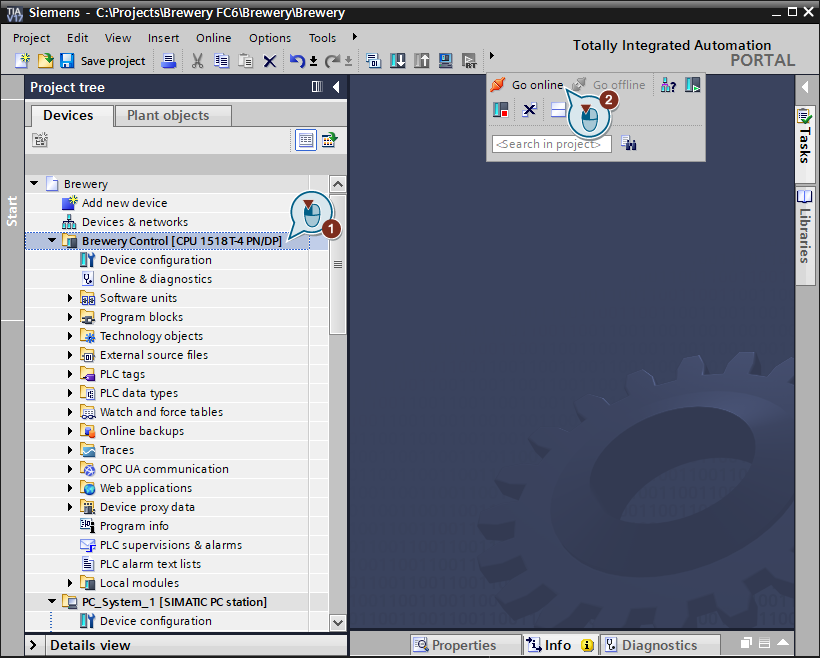 Siemens - C:\Projects\Brewery FC6\Brewery\Brewery
Project Edit View Insert Online Options Tools
Totally Integrated Automation
PORTAL
Save project
Go online Go offline
2
<Search in project>
Project tree
Devices Plant objects
Start
Brewery
Add new device
Devices & networks
1
Brewery Control [CPU 1518T-4 PN/DP]
Device configuration
Online & diagnostics
Software units
Program blocks
Technology objects
External source files
PLC tags
PLC data types
Watch and force tables
Online backups
Traces
OPC UA communication
Web applications
Device proxy data
Program info
PLC supervisions & alarms
PLC alarm text lists
Local modules
PC_System_1 [SIMATIC PC station]
Device configuration
Details view
Tasks
Libraries
Properties Info Diagnostics